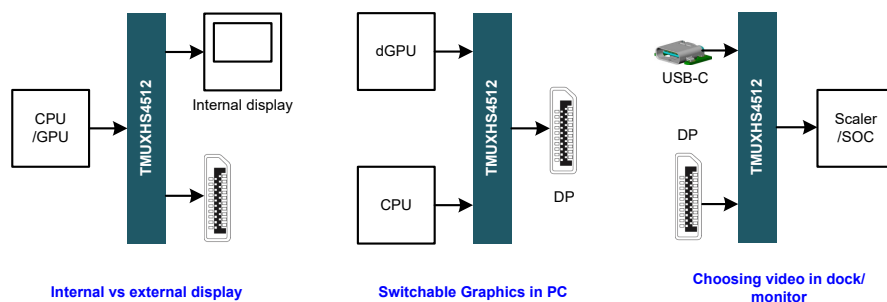 CPU
/GPU
TMUXHS4512
Internal display
Internal vs external display
dGPU
CPU
TMUXHS4512
DP
Switchable Graphics in PC
USB-C
DP
TMUXHS4512
Scaler
/SOC
Choosing video in dock/
monitor